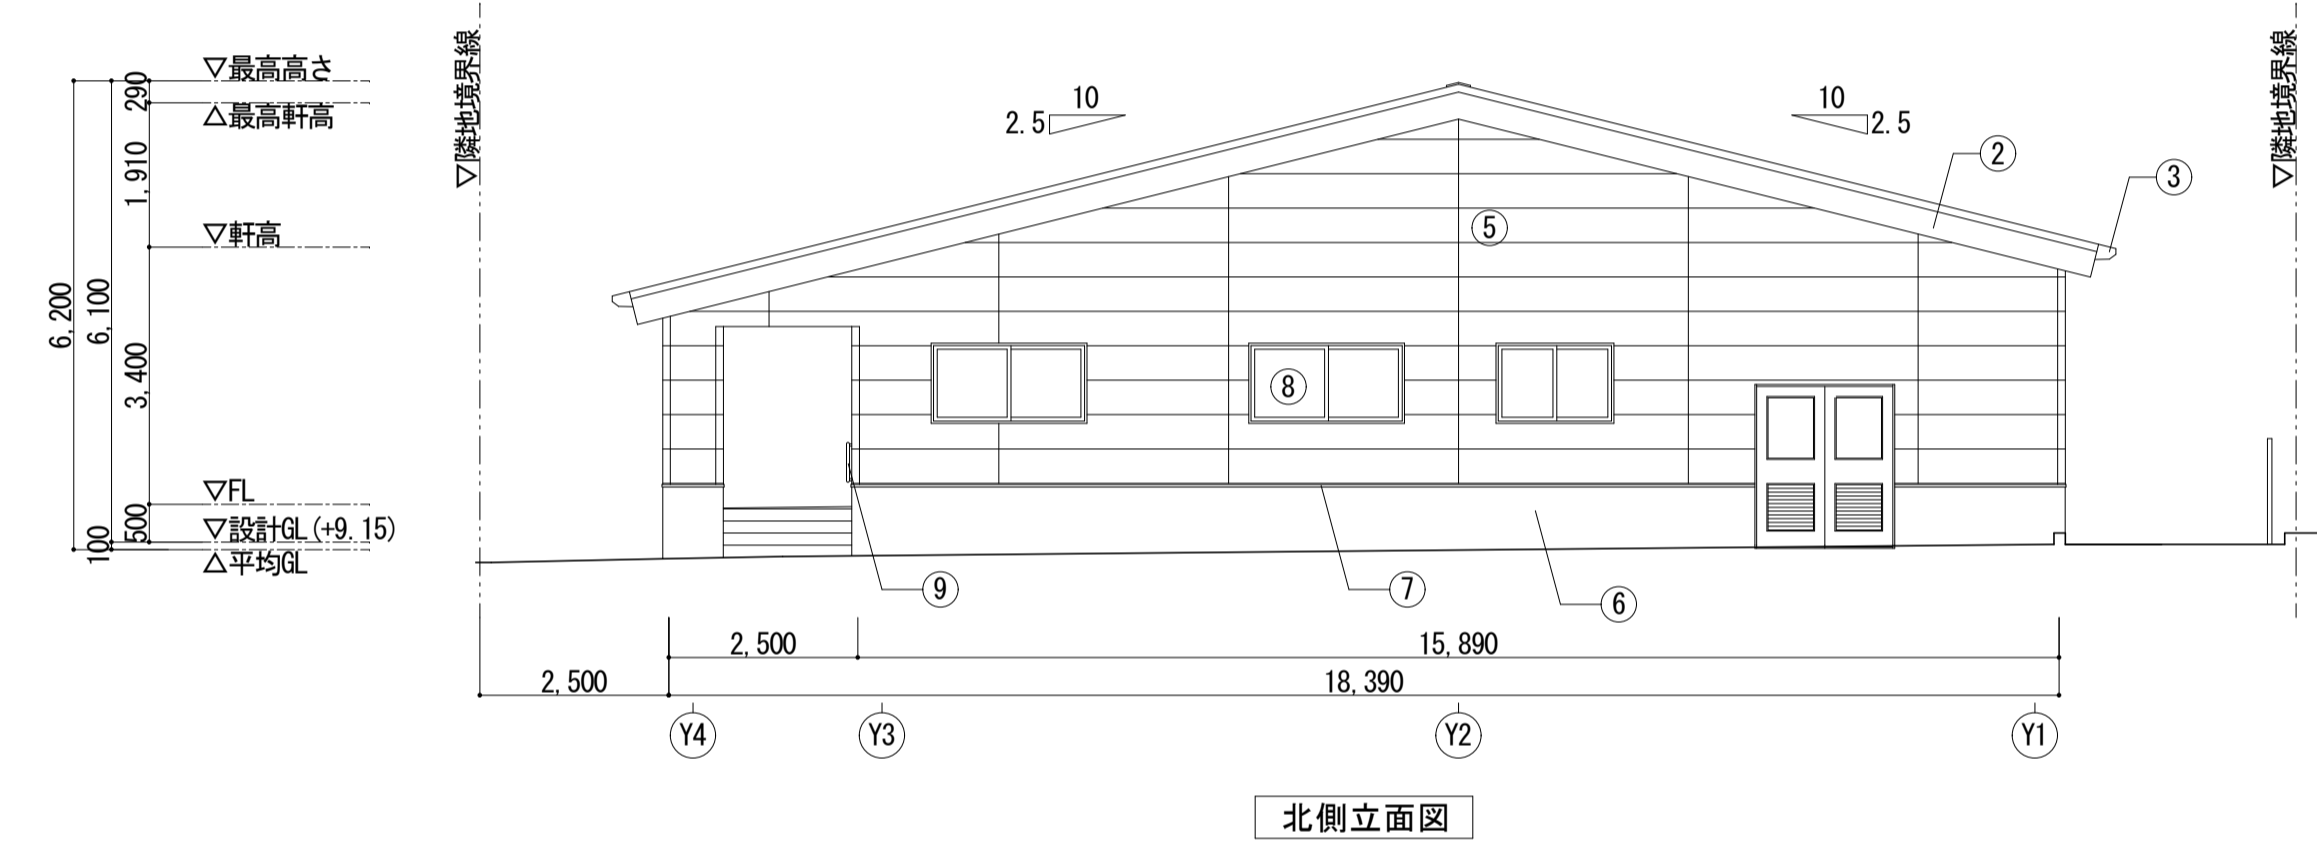 ▽最高高さ
△最高軒高
▽軒高
▽FL
▽設計GL(+9.15)
△平均GL
290
1,910
3,400
500
6,100
100
6,200
▽隣地境界線
10
2.5
10
2.5
②
③
▽隣地境界線
⑤
⑧
⑨
⑦
⑥
2,500
15,890
2,500
18,390
Y4
Y3
Y2
Y1
北側立面図